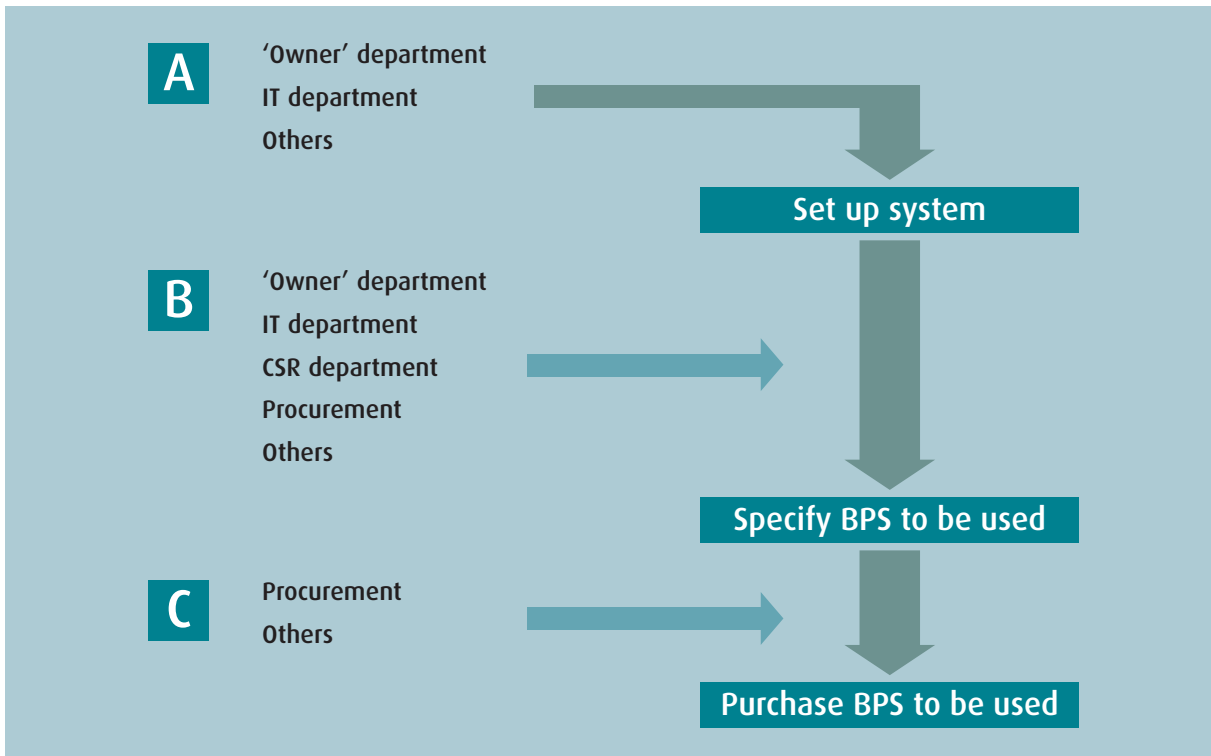 A
‘Owner’ department
IT department
Others
Set up system
B
‘Owner’ department
IT department
CSR department
Procurement
Others
Specify BPS to be used
C
Procurement
Others
Purchase BPS to be used